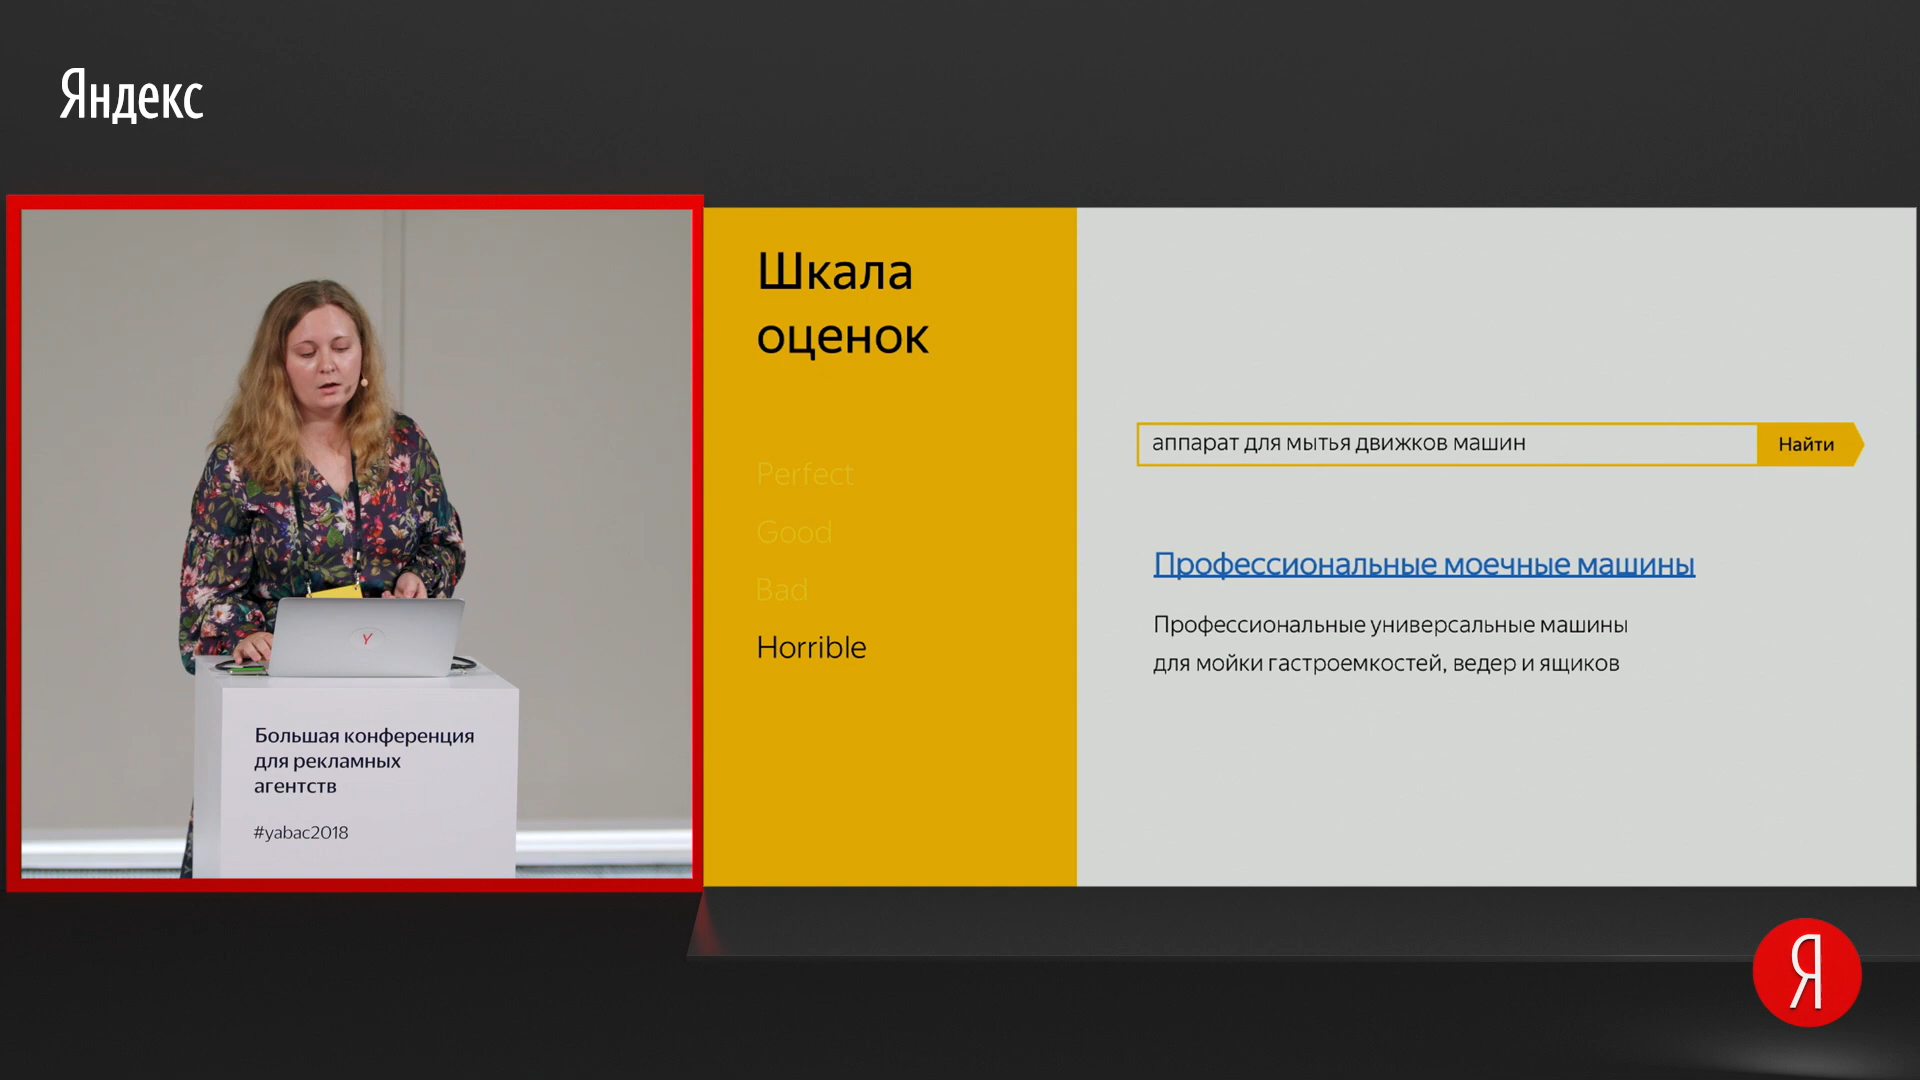 Яндекс
Шкала
оценок
Perfect
Good
Bad
Horrible
аппарат для мытья движков машин
Найти
Профессиональные моечные машины
Профессиональные универсальные машины
для мойки гастроемкостей, ведер и ящиков
Y
Большая конференция
для рекламных
агентств
#yabac2018
Я